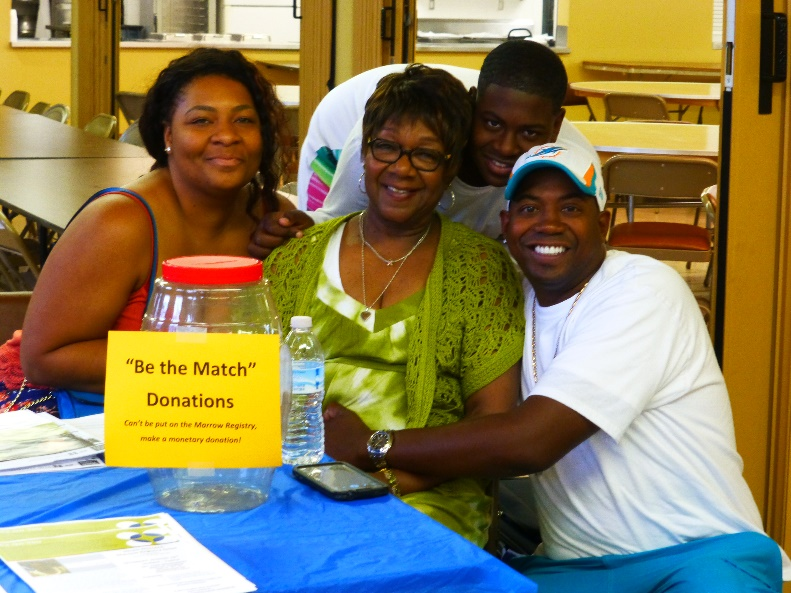 "Be the Match"
Donations
Can't be put on the Marrow Registry,
make a monetary donation!